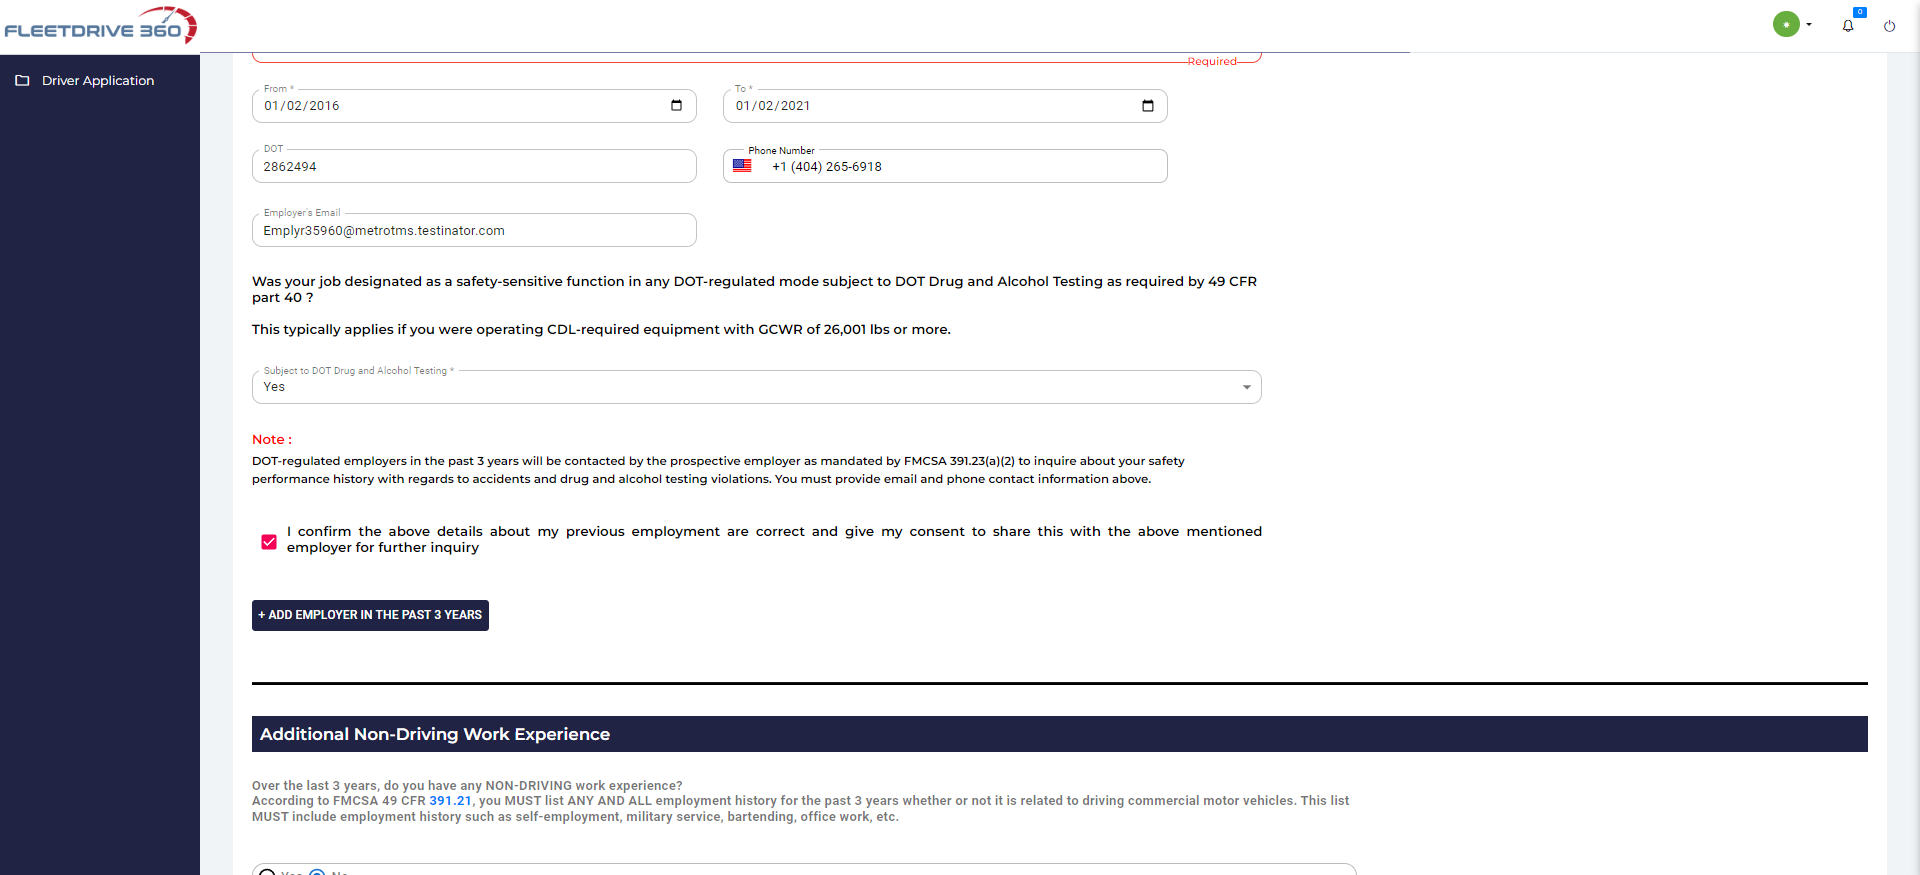 FLEETDRIVE 360
0
Driver Application
Required
From *
To *
01/02/2016
01/02/2021
DOT
Phone Number
2862494
+1 (404) 265-6918
Employer's Email
Emplyr35960@metrotms.testinator.com
Was your job designated as a safety-sensitive function in any DOT-regulated mode subject to DOT Drug and Alcohol Testing as required by 49 CFR
part 40 ?
This typically applies if you were operating CDL-required equipment with GCWR of 26,001 lbs or more.
Subject to DOT Drug and Alcohol Testing *
Yes
Note :
DOT-regulated employers in the past 3 years will be contacted by the prospective employer as mandated by FMCSA 391.23(a)(2) to inquire about your safety
performance history with regards to accidents and drug and alcohol testing violations. You must provide email and phone contact information above.
I confirm the above details about my previous employment are correct and give my consent to share this with the above mentioned
employer for further inquiry
+ ADD EMPLOYER IN THE PAST 3 YEARS
Additional Non-Driving Work Experience
Over the last 3 years, do you have any NON-DRIVING work experience?
According to FMCSA 49 CFR 391.21, you MUST list ANY AND ALL employment history for the past 3 years whether or not it is related to driving commercial motor vehicles. This list
MUST include employment history such as self-employment, military service, bartending, office work, etc.
Yes No